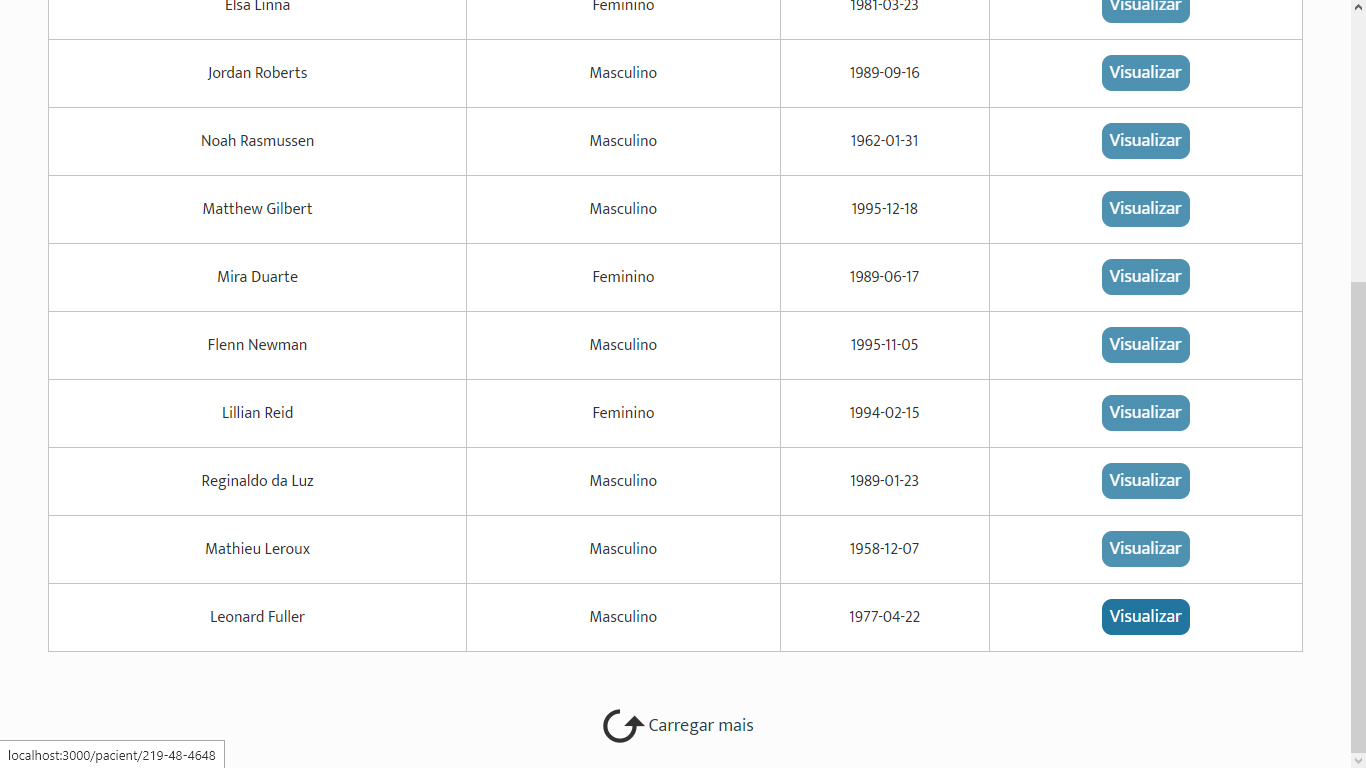 Elsa Linna Feminino 1981-03-23 Visualizar
Jordan Roberts Masculino 1989-09-16 Visualizar
Noah Rasmussen Masculino 1962-01-31 Visualizar
Matthew Gilbert Masculino 1995-12-18 Visualizar
Mira Duarte Feminino 1989-06-17 Visualizar
Flenn Newman Masculino 1995-11-05 Visualizar
Lillian Reid Feminino 1994-02-15 Visualizar
Reginaldo da Luz Masculino 1989-01-23 Visualizar
Mathieu Leroux Masculino 1958-12-07 Visualizar
Leonard Fuller Masculino 1977-04-22 Visualizar
Carregar mais
localhost:3000/pacient/219-48-4648